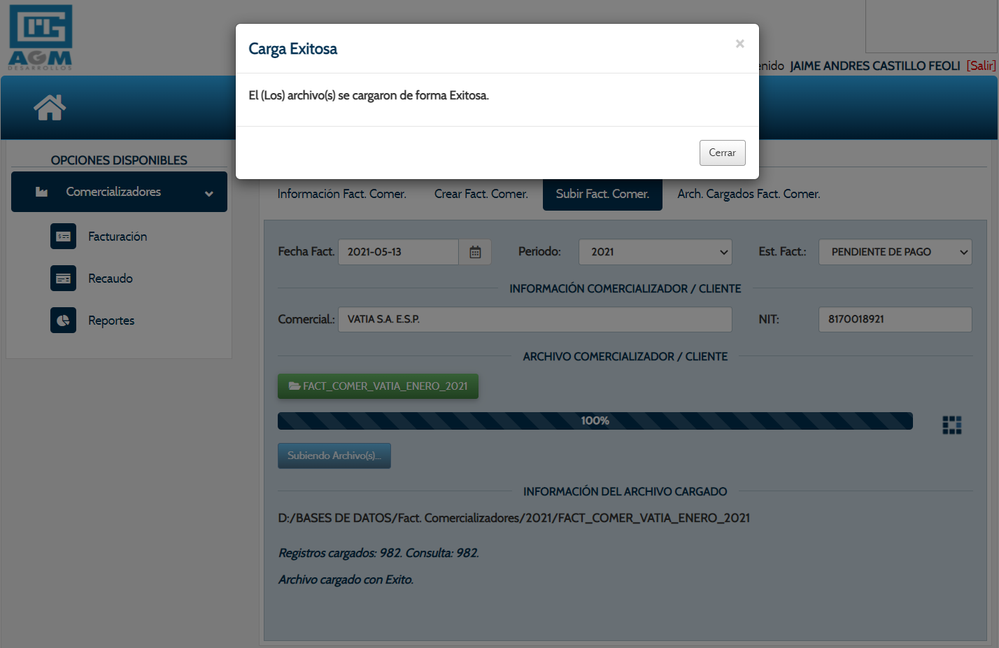 AGM
DESARROLLOS
Carga Exitosa
×
enido JAIME ANDRES CASTILLO FEOLI [Salir]
El (Los) archivo(s) se cargaron de forma Exitosa.
Cerrar
OPCIONES DISPONIBLES
Comercializadores
Facturación
Recaudo
Reportes
Información Fact. Comer.
Crear Fact. Comer.
Subir Fact. Comer.
Arch. Cargados Fact. Comer.
Fecha Fact. 2021-05-13
Periodo: 2021
Est. Fact.: PENDIENTE DE PAGO
INFORMACIÓN COMERCIALIZADOR / CLIENTE
Comercial.: VATIA S.A. E.S.P.
NIT: 8170018921
ARCHIVO COMERCIALIZADOR / CLIENTE
FACT_COMER_VATIA_ENERO_2021
100%
Subiendo Archivo(s)...
INFORMACIÓN DEL ARCHIVO CARGADO
D:/BASES DE DATOS/Fact. Comercializadores/2021/FACT_COMER_VATIA_ENERO_2021
Registros cargados: 982. Consulta: 982.
Archivo cargado con Exito.